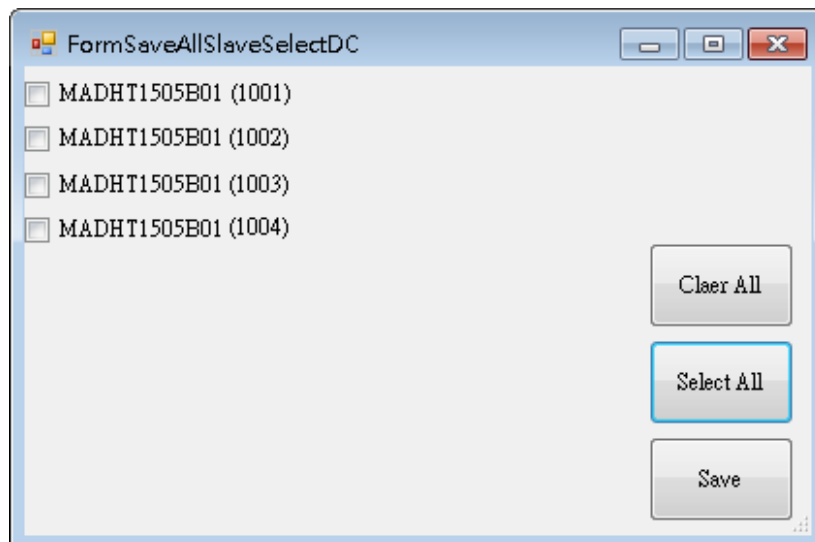 FormSaveAllSlaveSelectDC
MADHT1505B01 (1001)
MADHT1505B01 (1002)
MADHT1505B01 (1003)
MADHT1505B01 (1004)
Claer All
Select All
Save